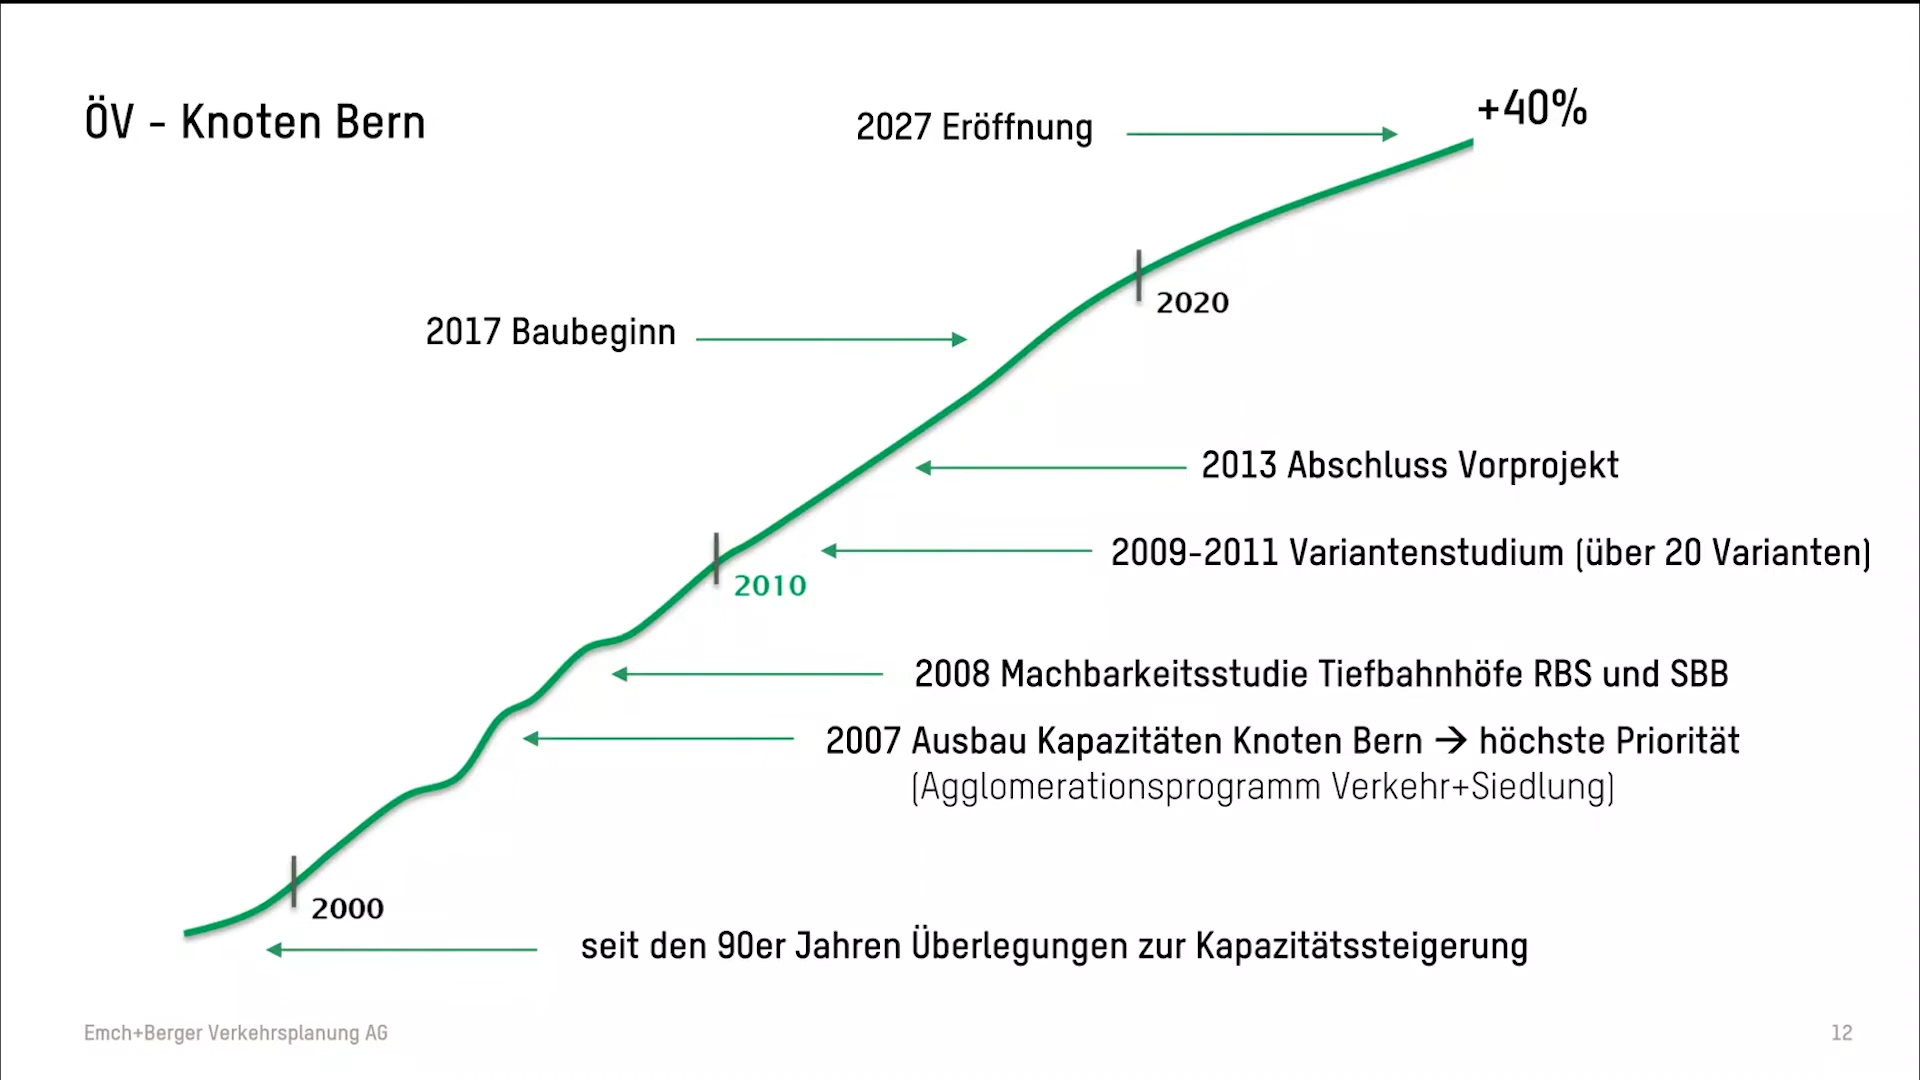 ÖV - Knoten Bern
2027 Eröffnung
+40%
2020
2017 Baubeginn
2013 Abschluss Vorprojekt
2009-2011 Variantenstudium (über 20 Varianten)
2010
2008 Machbarkeitsstudie Tiefbahnhöfe RBS und SBB
2007 Ausbau Kapazitäten Knoten Bern → höchste Priorität
(Agglomerationsprogramm Verkehr+Siedlung)
2000
seit den 90er Jahren Überlegungen zur Kapazitätssteigerung
Emch+Berger Verkehrsplanung AG
12